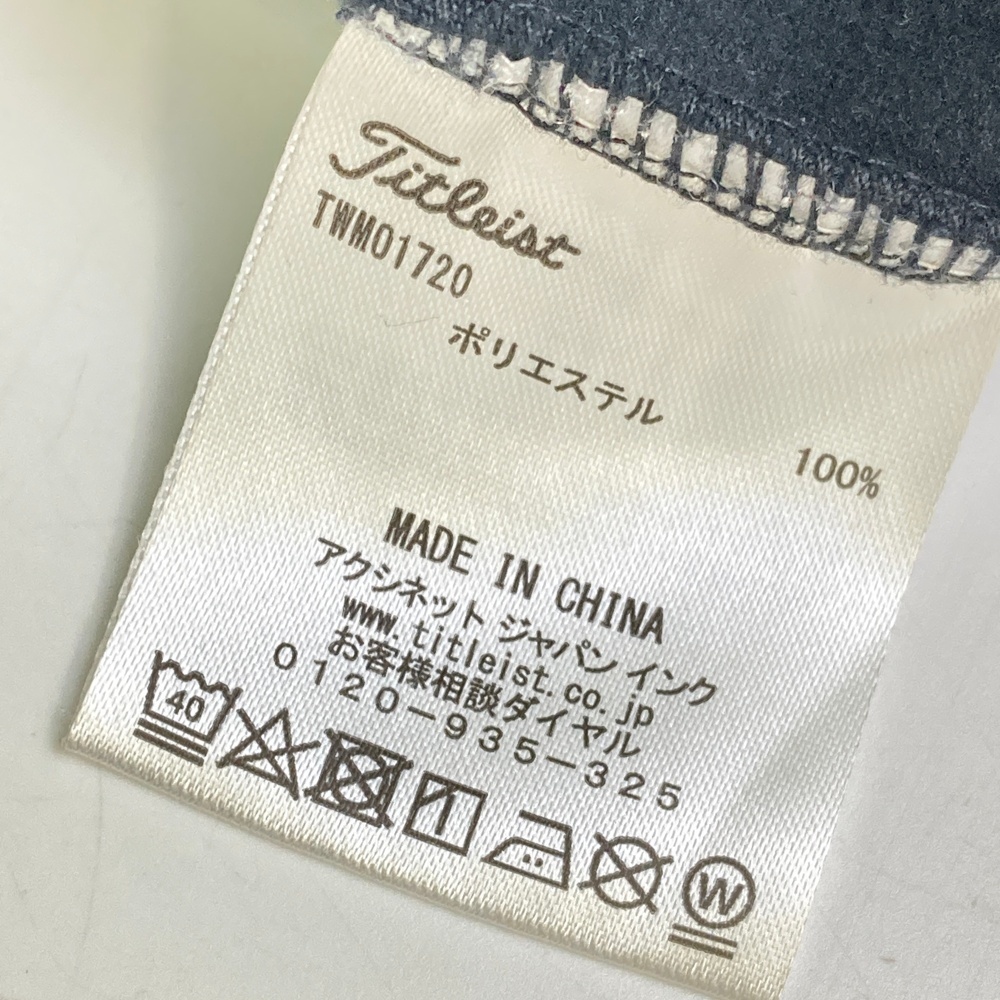 Titleist
TWMO1720
ポリエステル
100%
MADE IN CHINA
アクシネット ジャパン インク
www.titleist.co.jp
お客様相談ダイヤル
0120-935-325
40
W